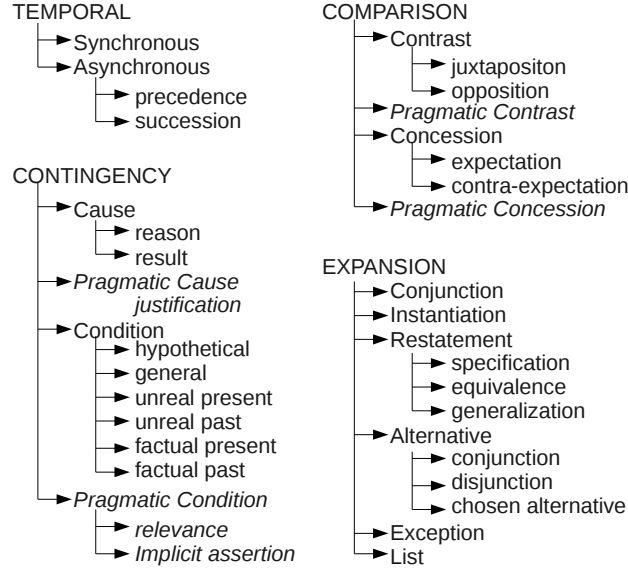 TEMPORAL
Synchronous
Asynchronous
precedence
succession
CONTINGENCY
Cause
reason
result
Pragmatic Cause
justification
Condition
hypothetical
general
unreal present
unreal past
factual present
factual past
Pragmatic Condition
relevance
Implicit assertion
COMPARISON
Contrast
juxtapositon
opposition
Pragmatic Contrast
Concession
expectation
contra-expectation
Pragmatic Concession
EXPANSION
Conjunction
Instantiation
Restatement
specification
equivalence
generalization
Alternative
conjunction
disjunction
chosen alternative
Exception
List